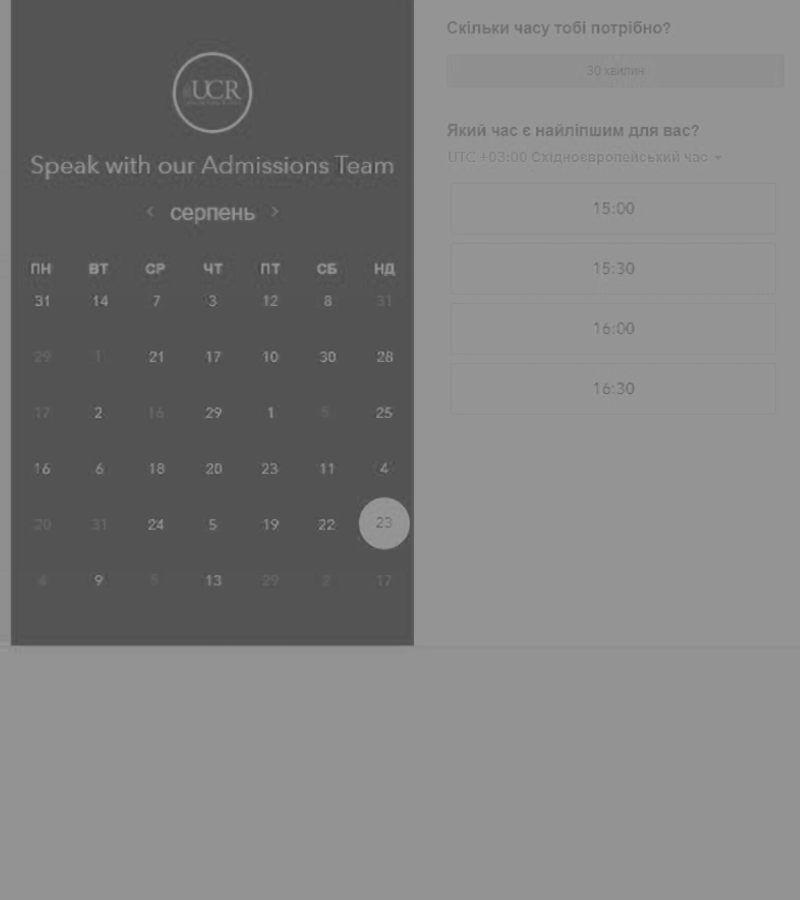 UCR
Speak with our Admissions Team
< серпень >
ПН ВТ СР ЧТ ПТ СБ НД
31 14 7 3 12 8 31
29 1 21 17 10 30 28
17 2 16 29 1 5 25
16 6 18 20 23 11 4
20 31 24 5 19 22 23
4 9 5 13 29 2 17
Скільки часу тобі потрібно?
30 хвилин
Який час є найліпшим для вас?
UTC +03:00 Східноєвропейський час
15:00
15:30
16:00
16:30